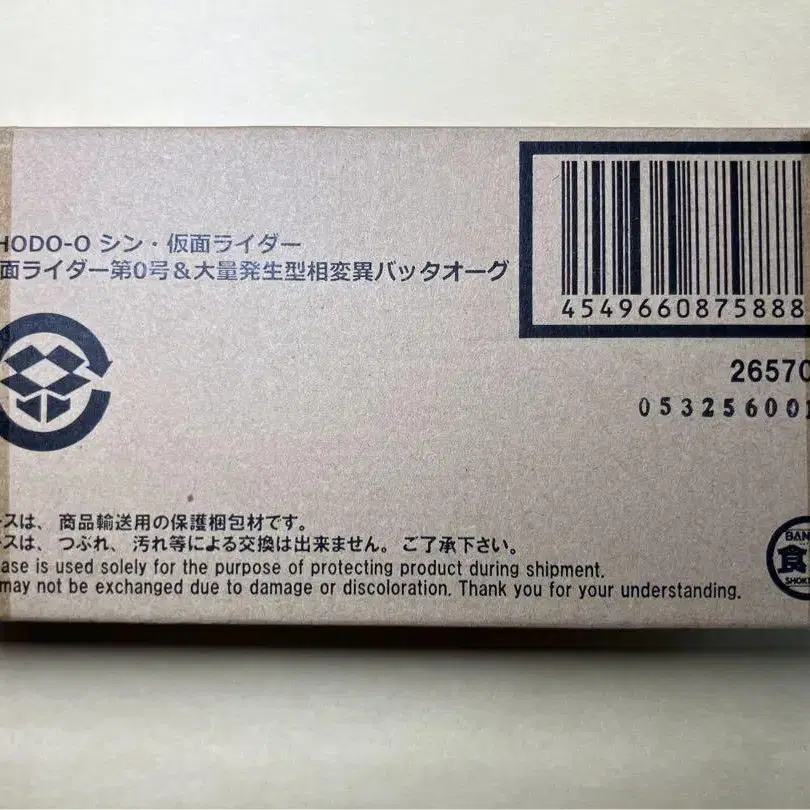 HODO-O シン・仮面ライダー
面ライダー第0号&大量発生型相変異バッタオーグ
4549660875888
26570
053256001
スは、商品輸送用の保護梱包材です。
スは、つぶれ、汚れ等による交換は出来ません。ご了承下さい。
ase is used solely for the purpose of protecting product during shipment.
may not be exchanged due to damage or discoloration. Thank you for your understanding.
BAN
食
SHOK